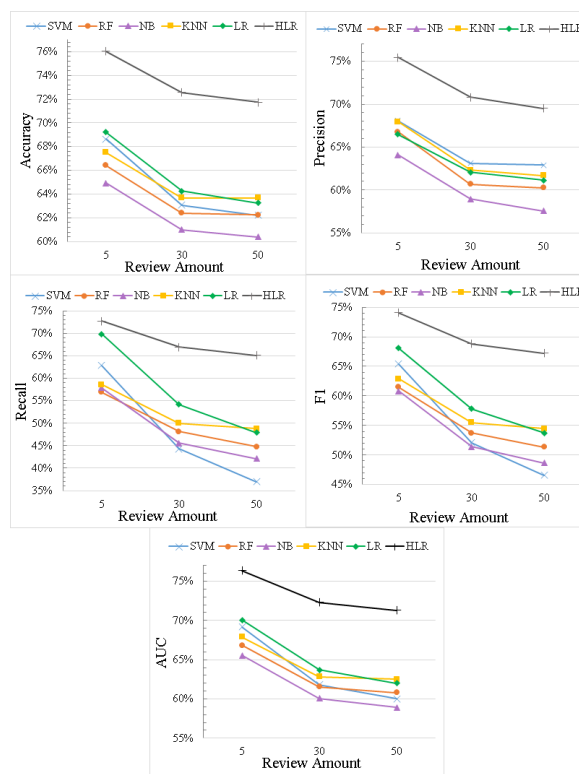 SVM RF NB KNN LR HLR
76%
74%
72%
70%
68%
66%
64%
62%
60%
Accuracy
5 30 50
Review Amount
SVM RF NB KNN LR HLR
75%
70%
65%
60%
55%
Precision
5 30 50
Review Amount
SVM RF NB KNN LR HLR
75%
70%
65%
60%
55%
50%
45%
40%
35%
Recall
5 30 50
Review Amount
SVM RF NB KNN LR HLR
75%
70%
65%
60%
55%
50%
45%
F1
5 30 50
Review Amount
SVM RF NB KNN LR HLR
75%
70%
65%
60%
55%
AUC
5 30 50
Review Amount